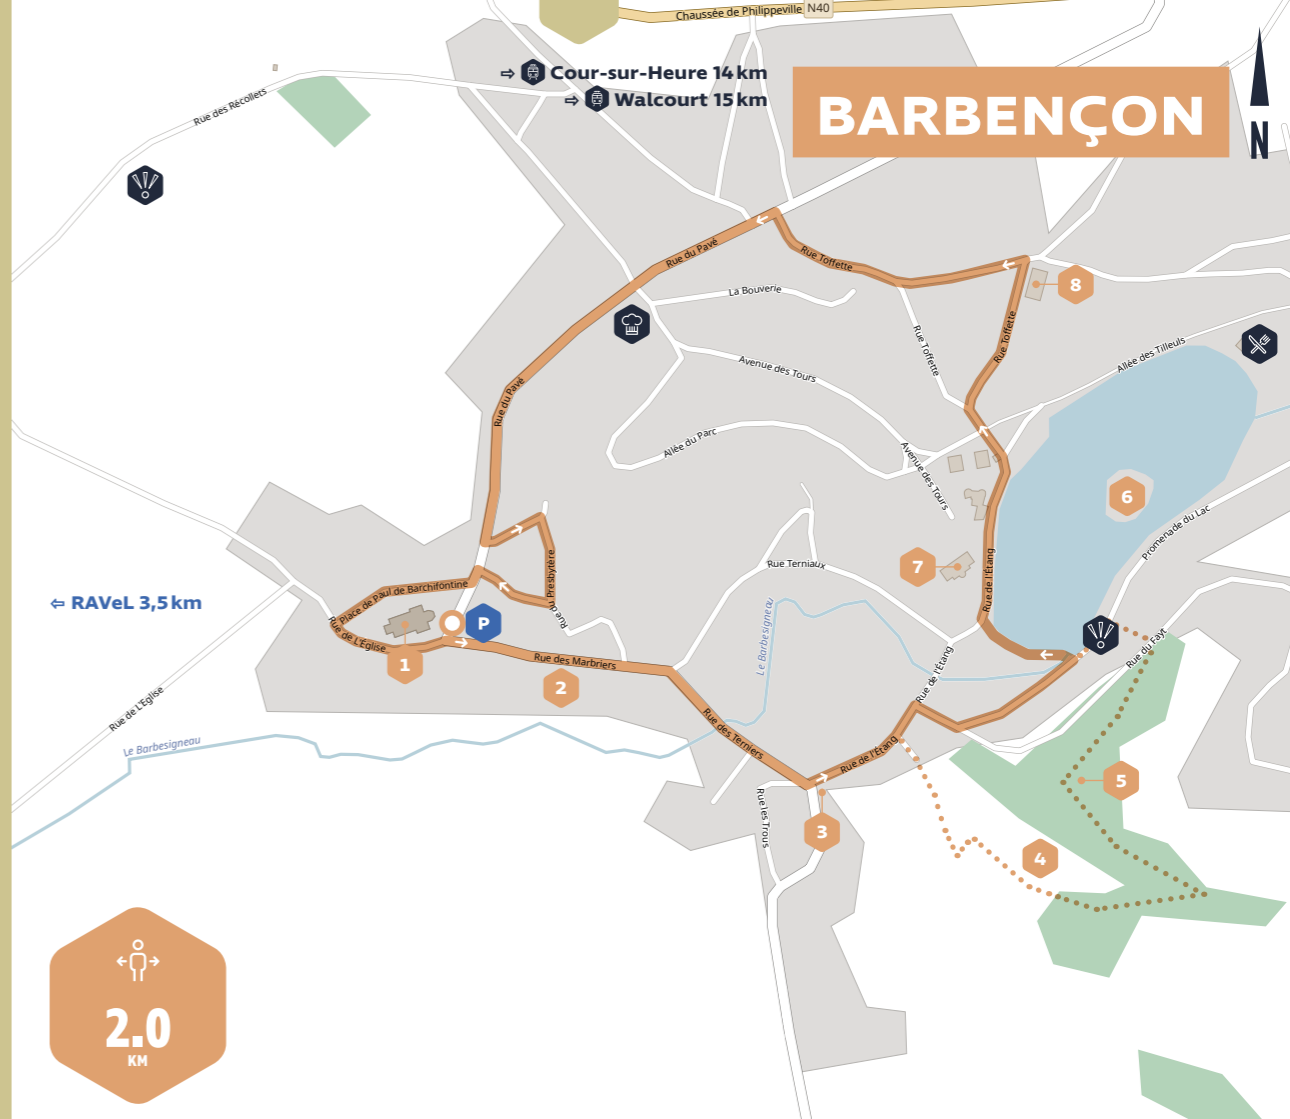 Chaussée de Philippeville N40
Cour-sur-Heure 14 km
Walcourt 15 km
BARBENÇON
N
Rue des Récollets
Rue du Pavé
Rue Toffette
8
La Bouverie
Rue Toffette
Rue Toffette
Allée des Tilleuls
Avenue des Tours
Rue du Pavé
Allée du Parc
Avenue des Tours
6
Promenade du Lac
7
Rue Terniaux
Rue de l'Étang
Rue du Presbytère
Place de Paul de Barchifontine
RAVeL 3,5 km
P
Rue de L'Église
1
Rue des Marbriers
2
Le Barbesigneau
Rue de l'Étang
Rue du Fayt
Rue de L'Eglise
Le Barbesigneau
Rue des Terniers
Rue de l'Étang
5
Rue les Trous
3
4
2.0
KM